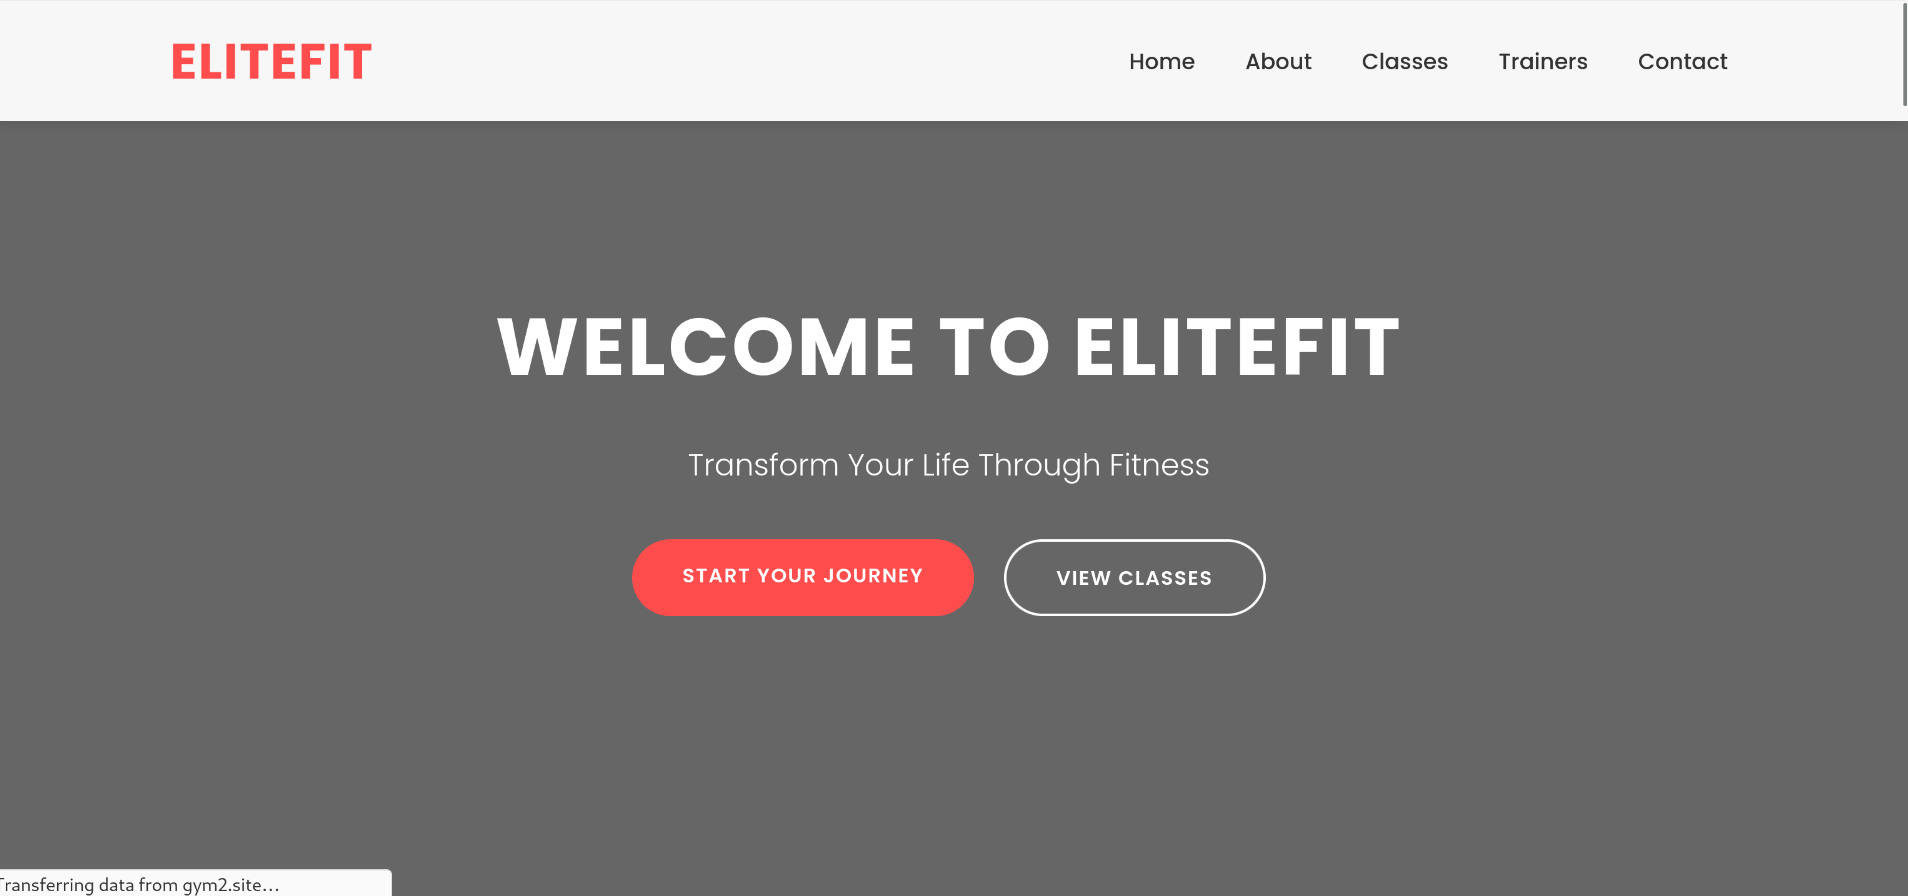 ELITEFIT
Home About Classes Trainers Contact
WELCOME TO ELITEFIT
Transform Your Life Through Fitness
START YOUR JOURNEY
VIEW CLASSES
Transferring data from gym2.site...